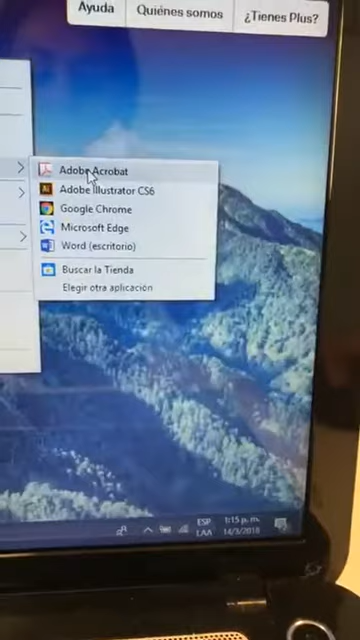 Ayuda
Quiénes somos
¿Tienes Plus?
Adobe Acrobat
Adobe Illustrator CS6
Google Chrome
Microsoft Edge
Word (escritorio)
Buscar la Tienda
Elegir otra aplicación
ESP
LAA
1:15 p. m.
14/3/2018